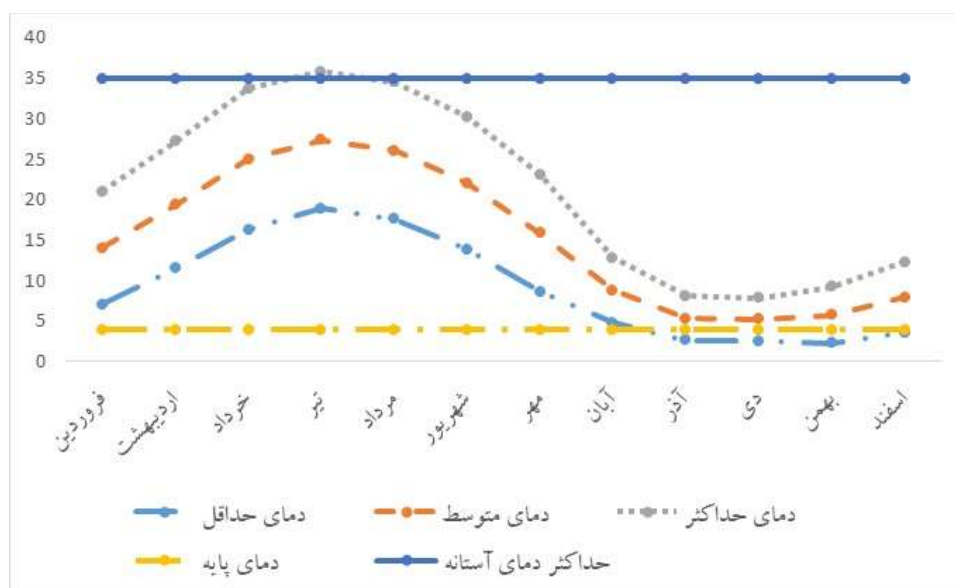 40
35
30
25
20
15
10
5
0
فروردین
اردیبهشت
خرداد
تیر
مرداد
شهریور
مهر
آبان
آذر
دی
بهمن
اسفند
دمای حداقل دمای متوسط دمای حداکثر
دمای پایه حداکثر دمای آستانه